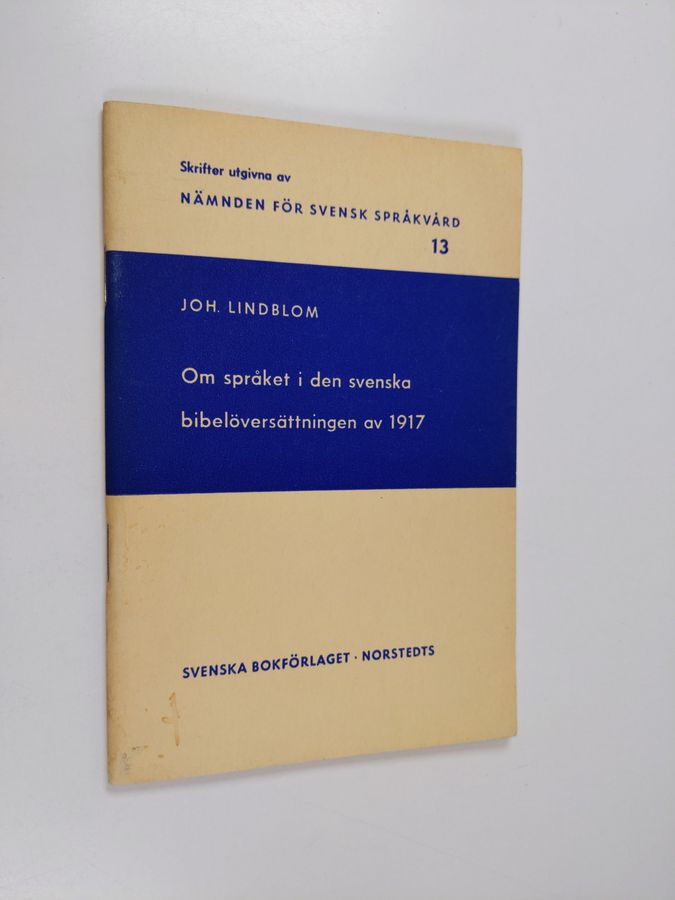 Skrifter utgivna av
NÄMNDEN FÖR SVENSK SPRÅKVÅRD
13
JOH. LINDBLOM
Om språket i den svenska
bibelöversättningen av 1917
SVENSKA BOKFÖRLAGET · NORSTEDTS